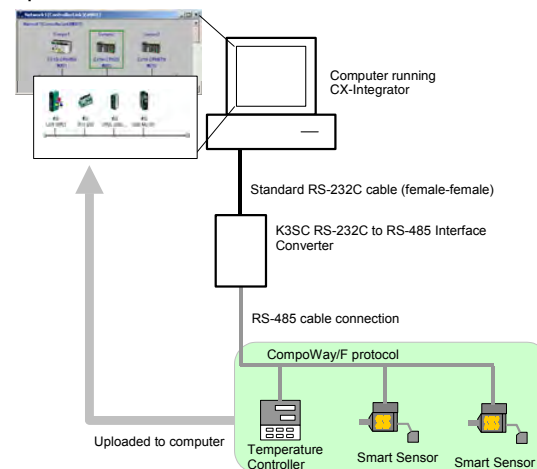 Computer running
CX-Integrator
Standard RS-232C cable (female-female)
K3SC RS-232C to RS-485 Interface
Converter
RS-485 cable connection
CompoWay/F protocol
Uploaded to computer
Temperature
Controller
Smart Sensor
Smart Sensor